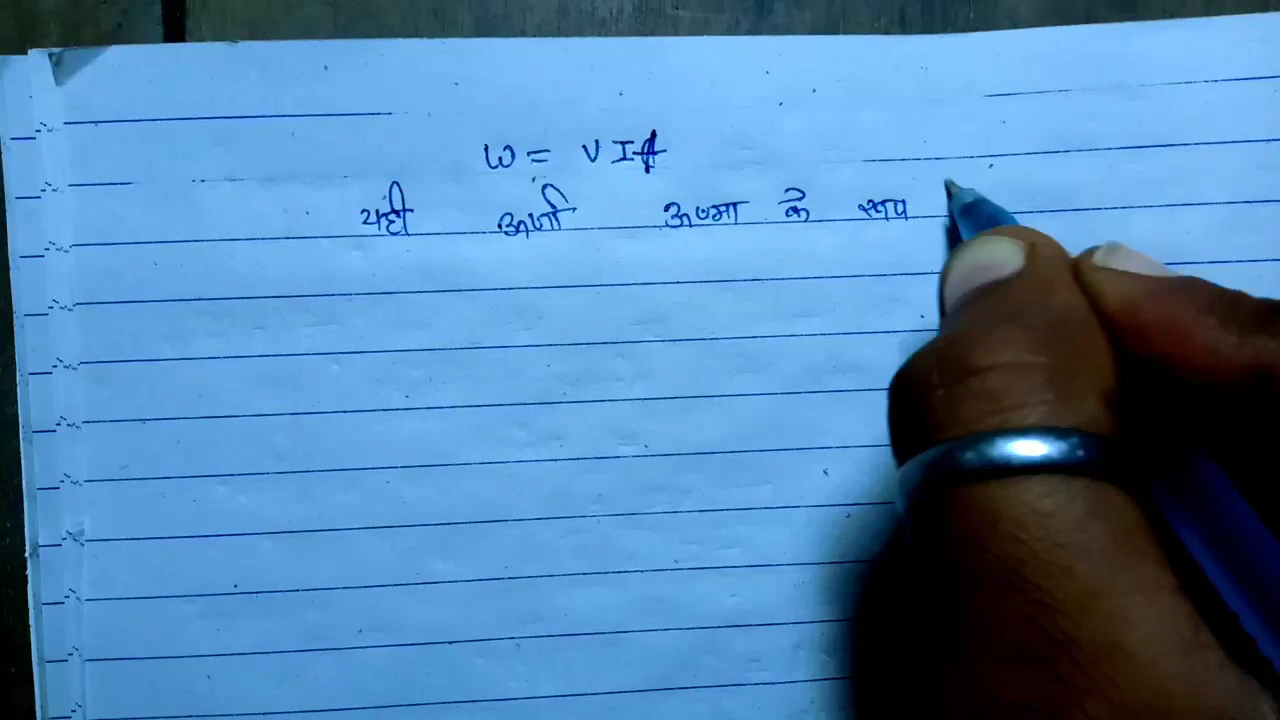 W = VIt
यही ऊर्जा ऊष्मा के रूप